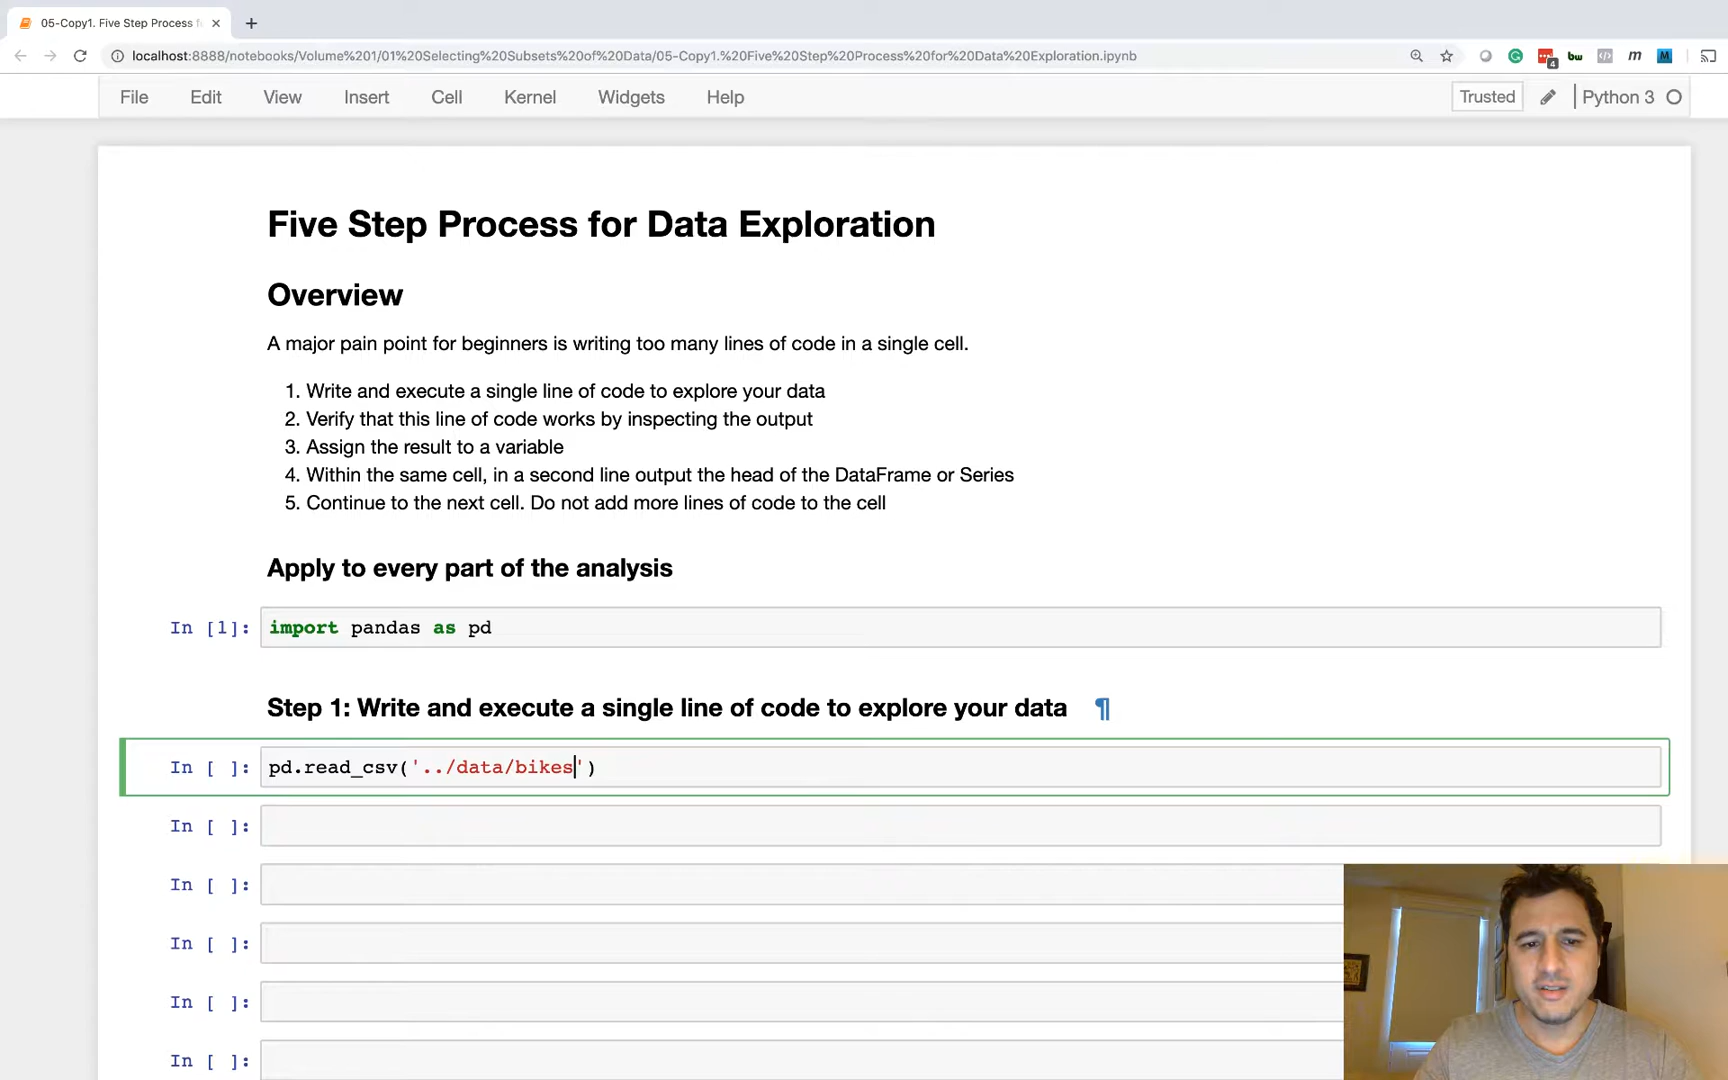 05-Copy1. Five Step Process f
localhost:8888/notebooks/Volume%201/01%20Selecting%20Subsets%20of%20Data/05-Copy1.%20Five%20Step%20Process%20for%20Data%20Exploration.ipynb
4 bw m M
File Edit View Insert Cell Kernel Widgets Help Trusted Python 3
Five Step Process for Data Exploration
Overview
A major pain point for beginners is writing too many lines of code in a single cell.
1. Write and execute a single line of code to explore your data
2. Verify that this line of code works by inspecting the output
3. Assign the result to a variable
4. Within the same cell, in a second line output the head of the DataFrame or Series
5. Continue to the next cell. Do not add more lines of code to the cell
Apply to every part of the analysis
In [1]: import pandas as pd
Step 1: Write and execute a single line of code to explore your data ¶
In [ ]: pd.read_csv('../data/bikes')
In [ ]:
In [ ]:
In [ ]:
In [ ]:
In [ ]: